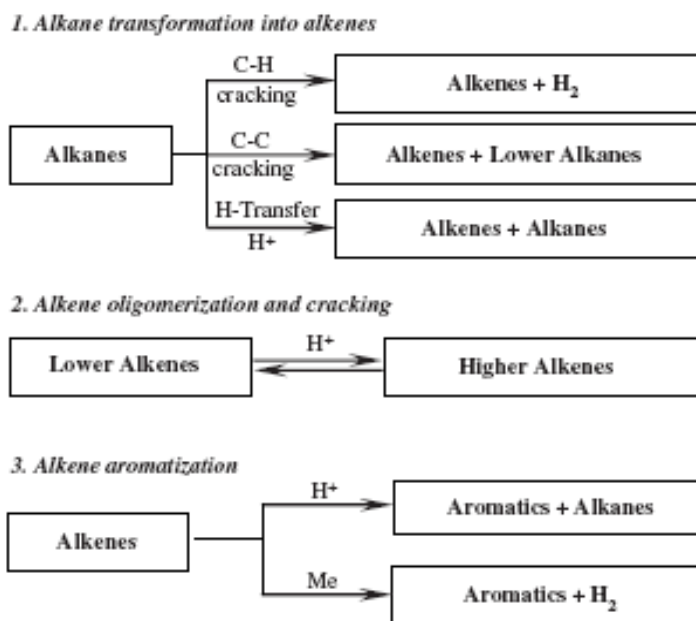 1. Alkane transformation into alkenes
C-H
cracking
Alkenes + H₂
Alkanes
C-C
cracking
Alkenes + Lower Alkanes
H-Transfer
H⁺
Alkenes + Alkanes
2. Alkene oligomerization and cracking
Lower Alkenes
H⁺
Higher Alkenes
3. Alkene aromatization
H⁺
Aromatics + Alkanes
Alkenes
Me
Aromatics + H₂